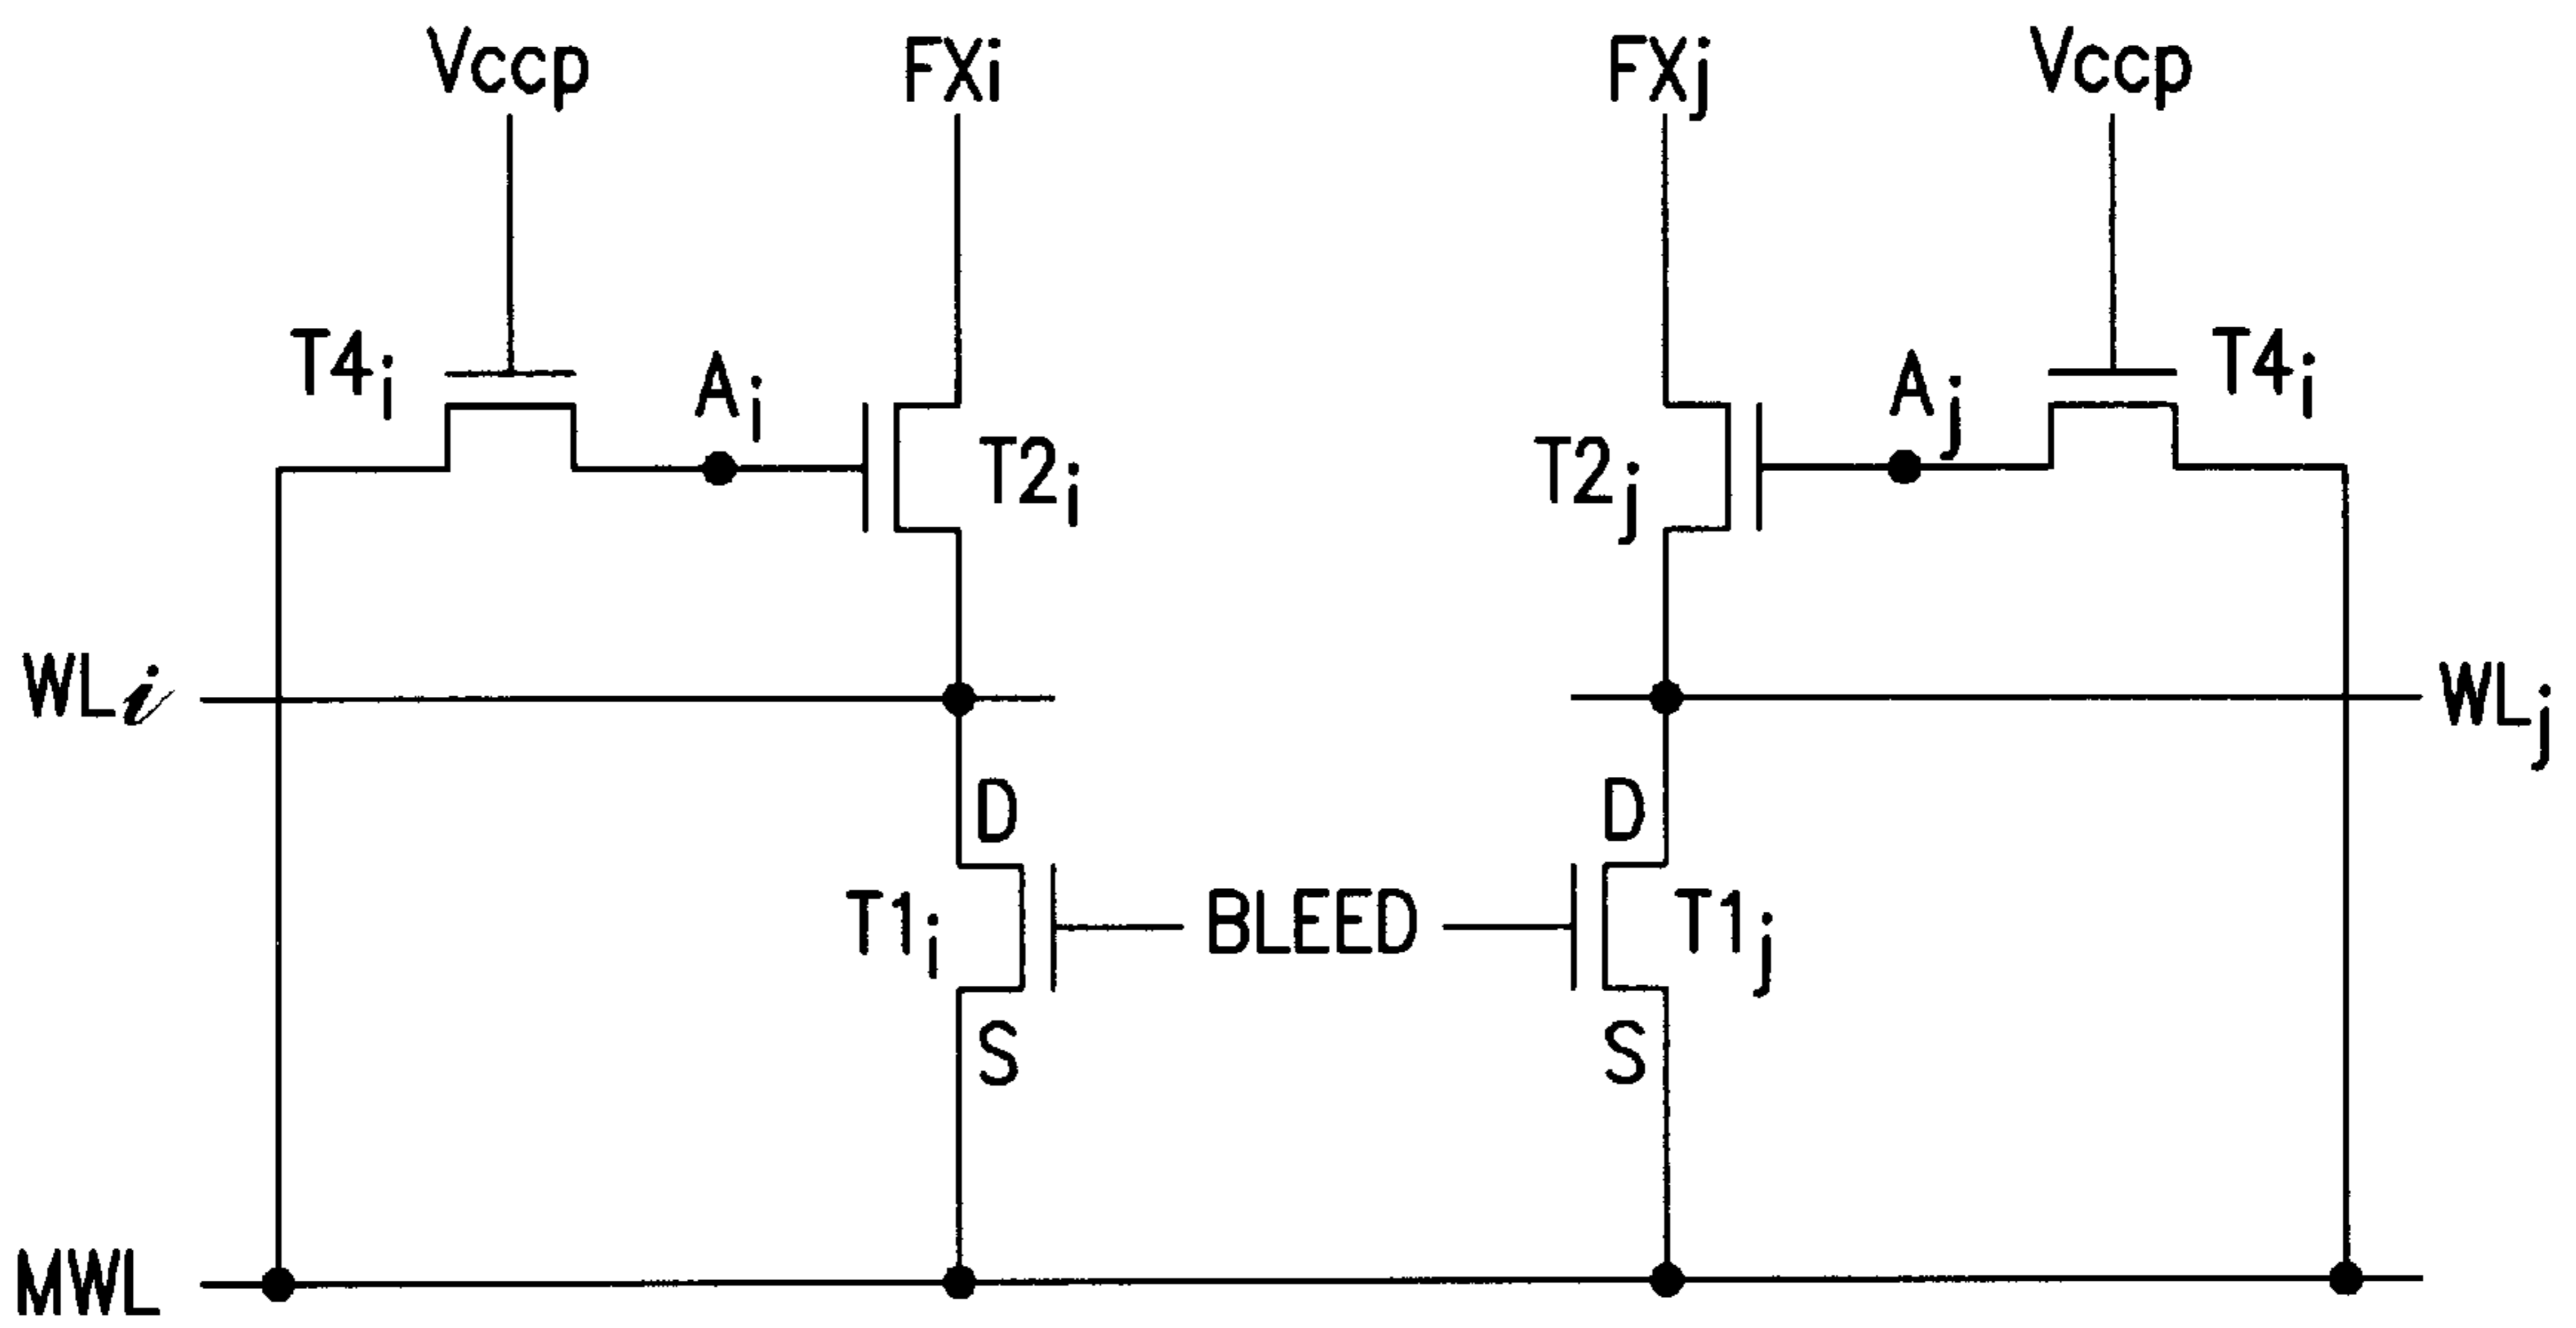 Vccp FXi FXj Vccp
T4i Ai T2i T2j Aj T4i
WLi WLj
D D
T1i BLEED T1j
S S
MWL